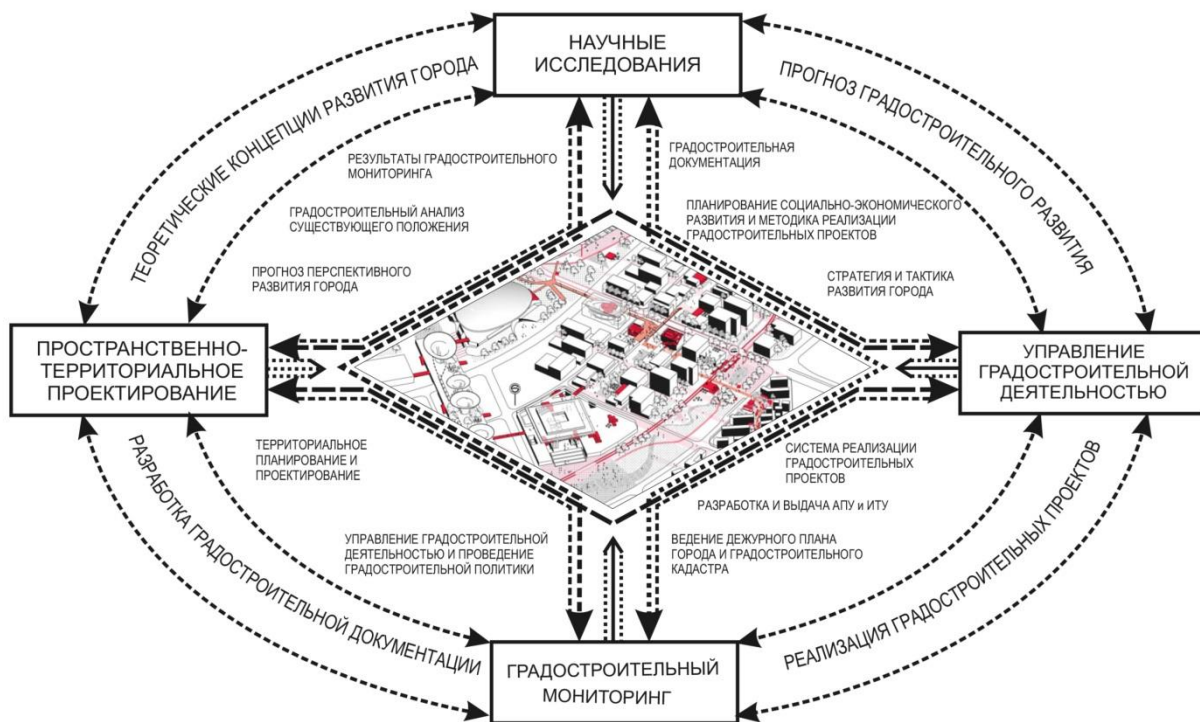 НАУЧНЫЕ
ИССЛЕДОВАНИЯ
ТЕОРЕТИЧЕСКИЕ КОНЦЕПЦИИ РАЗВИТИЯ ГОРОДА
ПРОГНОЗ ГРАДОСТРОИТЕЛЬНОГО РАЗВИТИЯ
РЕЗУЛЬТАТЫ ГРАДОСТРОИТЕЛЬНОГО
МОНИТОРИНГА
ГРАДОСТРОИТЕЛЬНАЯ
ДОКУМЕНТАЦИЯ
ГРАДОСТРОИТЕЛЬНЫЙ АНАЛИЗ
СУЩЕСТВУЮЩЕГО ПОЛОЖЕНИЯ
ПЛАНИРОВАНИЕ СОЦИАЛЬНО-ЭКОНОМИЧЕСКОГО
РАЗВИТИЯ И МЕТОДИКА РЕАЛИЗАЦИИ
ГРАДОСТРОИТЕЛЬНЫХ ПРОЕКТОВ
ПРОГНОЗ ПЕРСПЕКТИВНОГО
РАЗВИТИЯ ГОРОДА
СТРАТЕГИЯ И ТАКТИКА
РАЗВИТИЯ ГОРОДА
ПРОСТРАНСТВЕННО-
ТЕРРИТОРИАЛЬНОЕ
ПРОЕКТИРОВАНИЕ
УПРАВЛЕНИЕ
ГРАДОСТРОИТЕЛЬНОЙ
ДЕЯТЕЛЬНОСТЬЮ
ТЕРРИТОРИАЛЬНОЕ
ПЛАНИРОВАНИЕ И
ПРОЕКТИРОВАНИЕ
СИСТЕМА РЕАЛИЗАЦИИ
ГРАДОСТРОИТЕЛЬНЫХ
ПРОЕКТОВ
РАЗРАБОТКА И ВЫДАЧА АПУ и ИТУ
УПРАВЛЕНИЕ ГРАДОСТРОИТЕЛЬНОЙ
ДЕЯТЕЛЬНОСТЬЮ И ПРОВЕДЕНИЕ
ГРАДОСТРОИТЕЛЬНОЙ ПОЛИТИКИ
ВЕДЕНИЕ ДЕЖУРНОГО ПЛАНА
ГОРОДА И ГРАДОСТРОИТЕЛЬНОГО
КАДАСТРА
РАЗРАБОТКА ГРАДОСТРОИТЕЛЬНОЙ ДОКУМЕНТАЦИИ
РЕАЛИЗАЦИЯ ГРАДОСТРОИТЕЛЬНЫХ ПРОЕКТОВ
ГРАДОСТРОИТЕЛЬНЫЙ
МОНИТОРИНГ